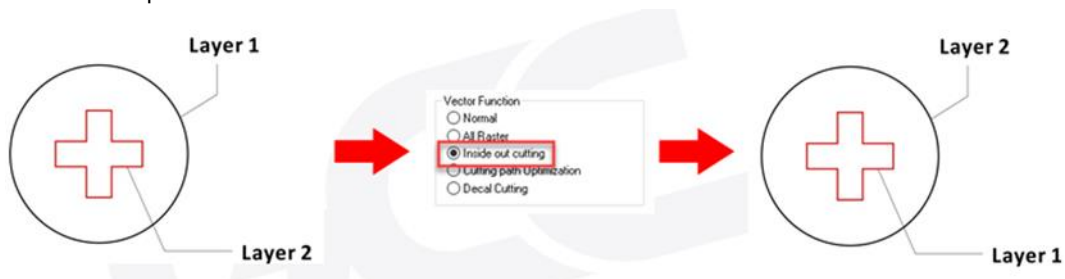 Layer 1
Layer 2
Vector Function
Normal
All Raster
Inside out cutting
Cutting path Optimization
Decal Cutting
Layer 2
Layer 1